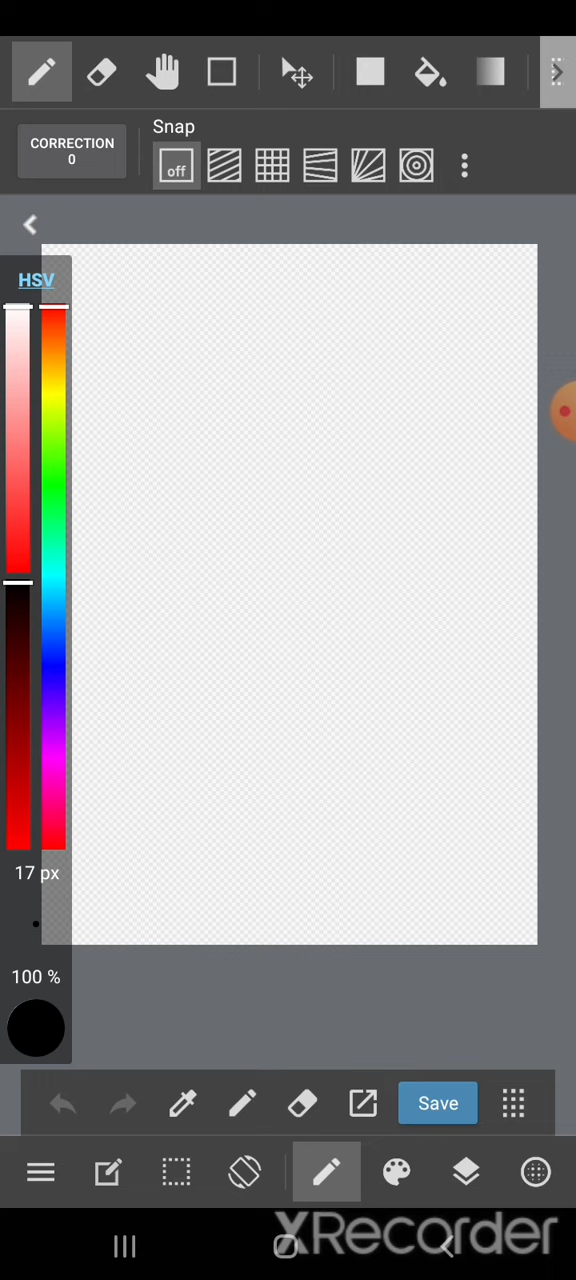 Snap
CORRECTION
0
off
HSV
17 px
100 %
Save
XRecorder